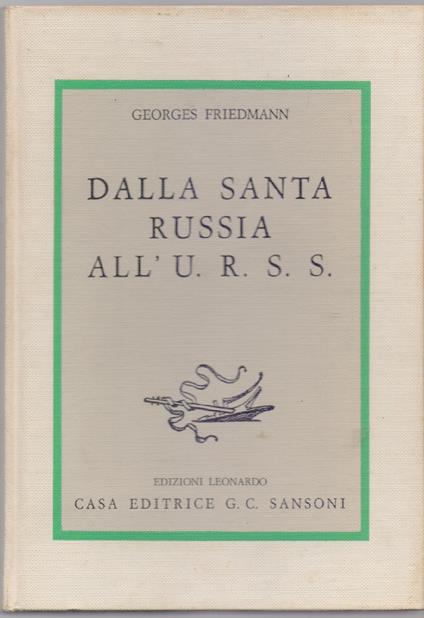 GEORGES FRIEDMANN
DALLA SANTA
RUSSIA
ALL' U. R. S. S.
EDIZIONI LEONARDO
CASA EDITRICE G. C. SANSONI